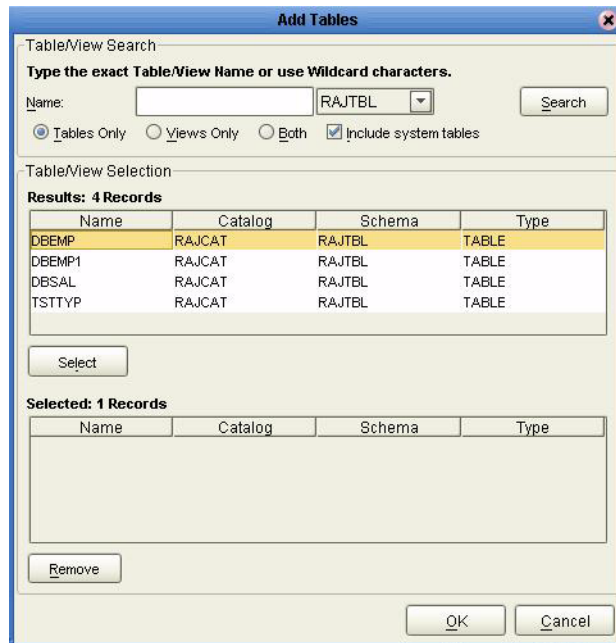 Add Tables
Table/View Search
Type the exact Table/View Name or use Wildcard characters.
Name: RAJTBL Search
Tables Only Views Only Both Include system tables
Table/View Selection
Results: 4 Records
Name Catalog Schema Type
DBEMP RAJCAT RAJTBL TABLE
DBEMP1 RAJCAT RAJTBL TABLE
DBSAL RAJCAT RAJTBL TABLE
TSTTYP RAJCAT RAJTBL TABLE
Select
Selected: 1 Records
Name Catalog Schema Type
Remove
OK Cancel